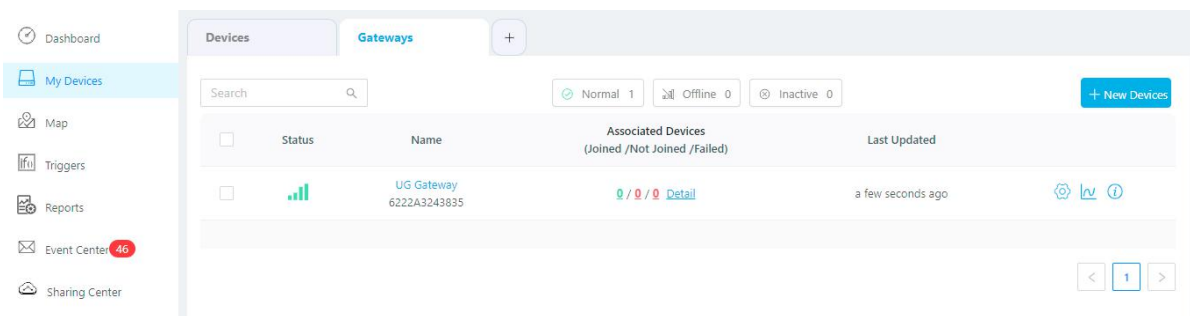 Dashboard
My Devices
Map
Triggers
Reports
Event Center 46
Sharing Center
Devices
Gateways
+
Search
Normal 1
Offline 0
Inactive 0
+ New Devices
Status
Name
Associated Devices
(Joined /Not Joined /Failed)
Last Updated
UG Gateway
6222A3243835
0 / 0 / 0 Detail
a few seconds ago
< 1 >